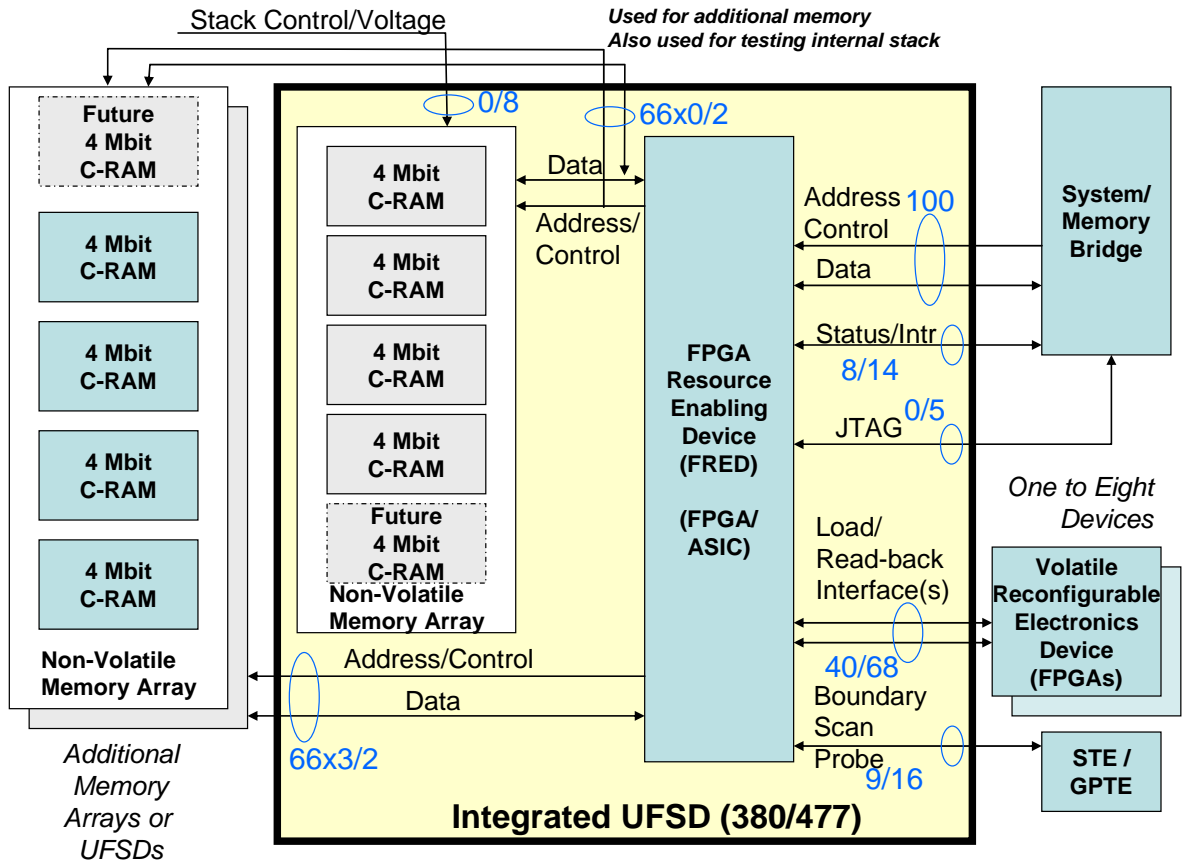 Stack Control/Voltage
Used for additional memory
Also used for testing internal stack
0/8
66x0/2
Future
4 Mbit
C-RAM
4 Mbit
C-RAM
4 Mbit
C-RAM
4 Mbit
C-RAM
4 Mbit
C-RAM
Non-Volatile
Memory Array
Additional
Memory
Arrays or
UFSDs
4 Mbit
C-RAM
4 Mbit
C-RAM
4 Mbit
C-RAM
4 Mbit
C-RAM
Future
4 Mbit
C-RAM
Non-Volatile
Memory Array
Data
Address/
Control
Address/Control
Data
66x3/2
FPGA
Resource
Enabling
Device
(FRED)
(FPGA/
ASIC)
Address
Control
100
Data
Status/Intr
8/14
0/5
JTAG
Load/
Read-back
Interface(s)
40/68
Boundary
Scan
Probe
9/16
System/
Memory
Bridge
One to Eight
Devices
Volatile
Reconfigurable
Electronics
Device
(FPGAs)
STE /
GPTE
Integrated UFSD (380/477)